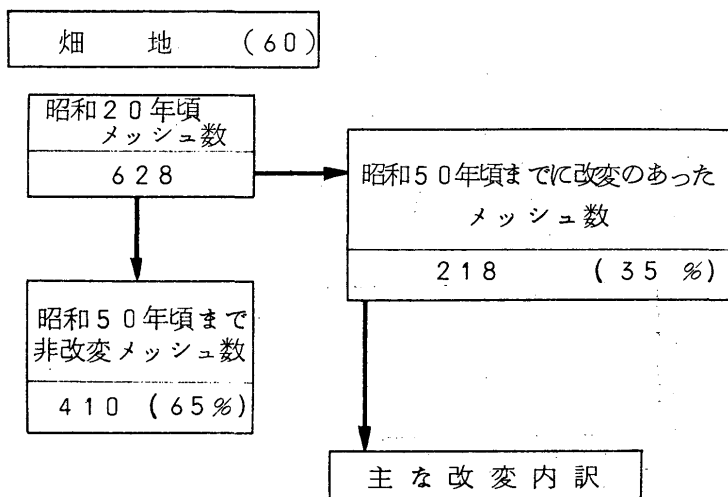 畑地 (60)
昭和20年頃
メッシュ数
628
昭和50年頃までに改変のあった
メッシュ数
218 (35%)
昭和50年頃まで
非改変メッシュ数
410 (65%)
主な改変内訳